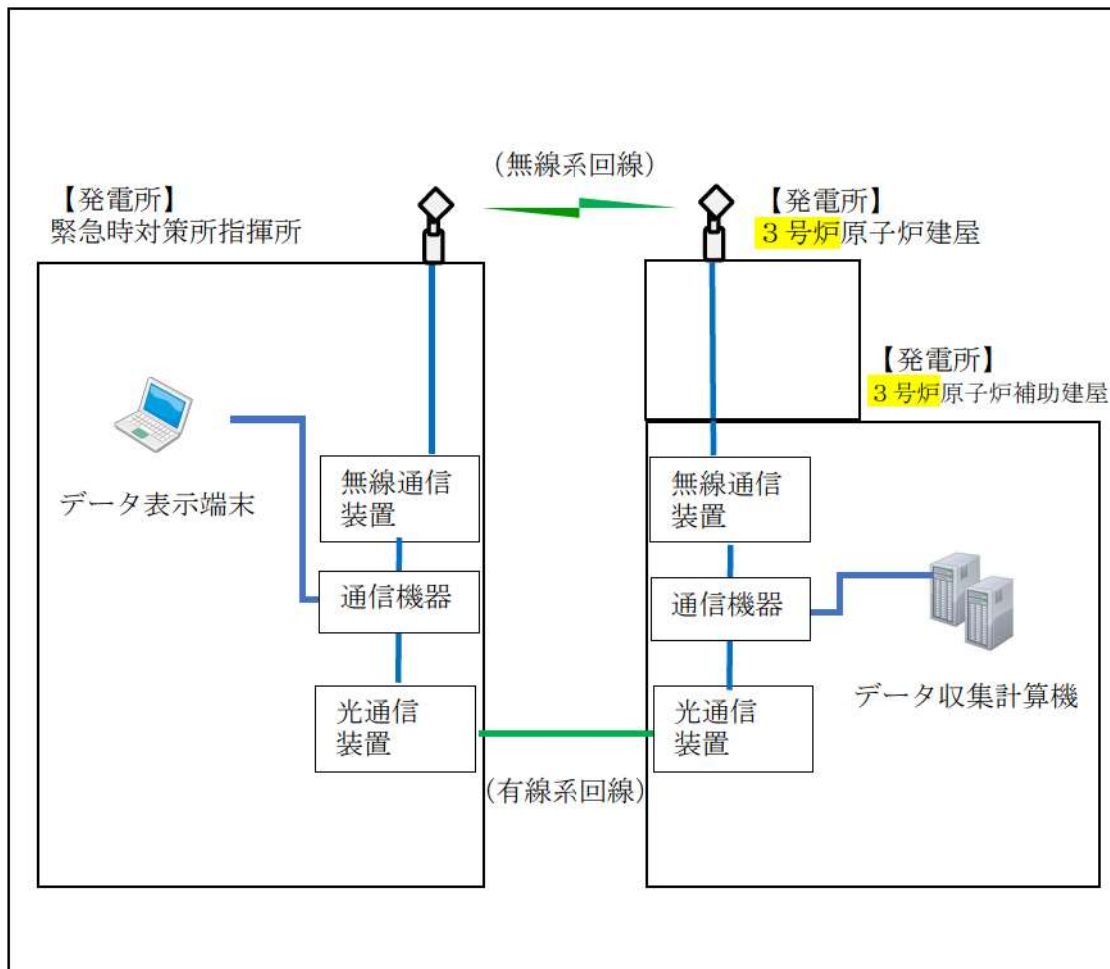 (無線系回線)
【発電所】
緊急時対策所指揮所
【発電所】
３号炉原子炉建屋
【発電所】
３号炉原子炉補助建屋
データ表示端末
無線通信
装置
通信機器
光通信
装置
無線通信
装置
通信機器
光通信
装置
データ収集計算機
(有線系回線)